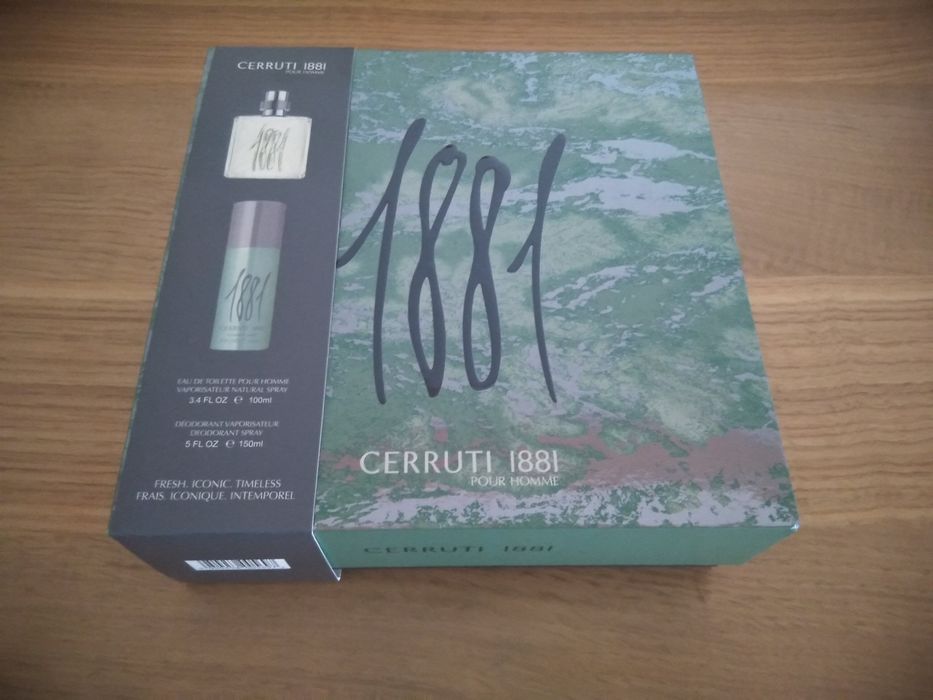 CERRUTI 1881
POUR HOMME
1881
1881
CERRUTI 1881
EAU DE TOILETTE POUR HOMME
VAPORISATEUR NATURAL SPRAY
3.4 FL OZ ℮ 100ml
DÉODORANT VAPORISATEUR
DEODORANT SPRAY
5 FL OZ ℮ 150ml
FRESH. ICONIC. TIMELESS
FRAIS. ICONIQUE. INTEMPOREL
1881
CERRUTI 1881
POUR HOMME
CERRUTI 1881